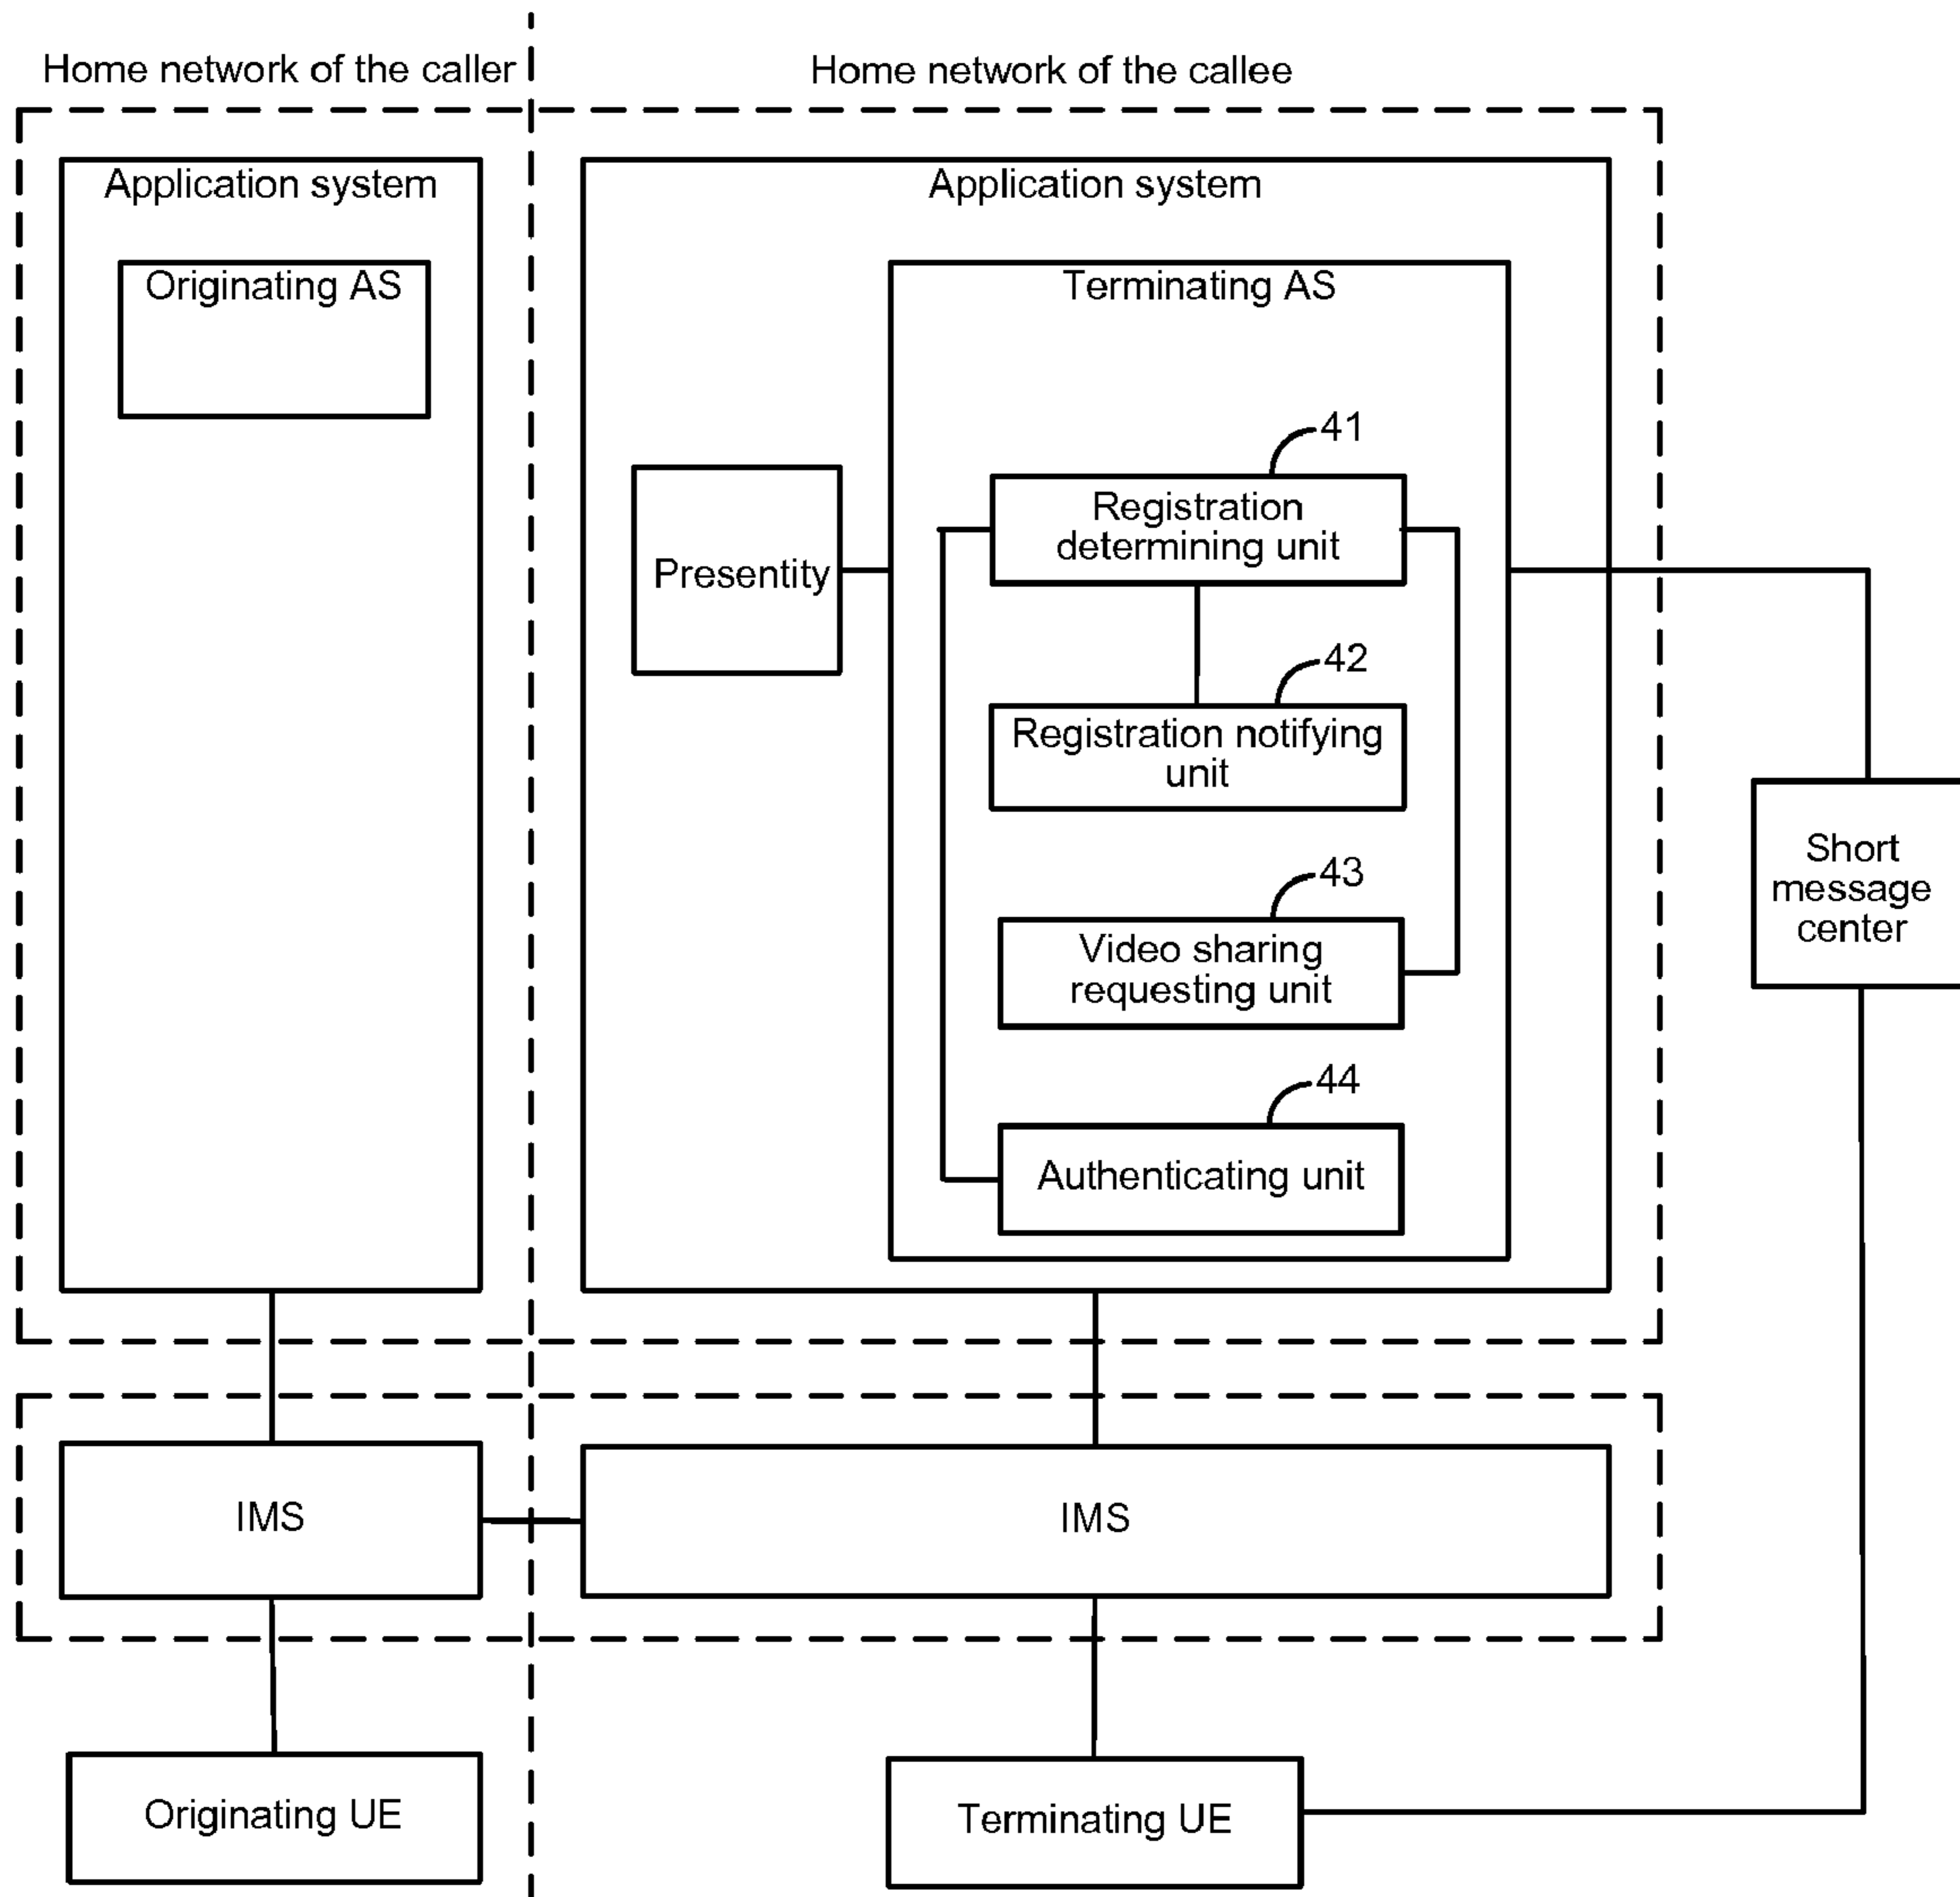 Home network of the caller
Home network of the callee
Application system
Application system
Originating AS
Terminating AS
41
Registration
determining unit
Presentity
42
Registration notifying
unit
43
Video sharing
requesting unit
Short
message
center
44
Authenticating unit
IMS
IMS
Originating UE
Terminating UE